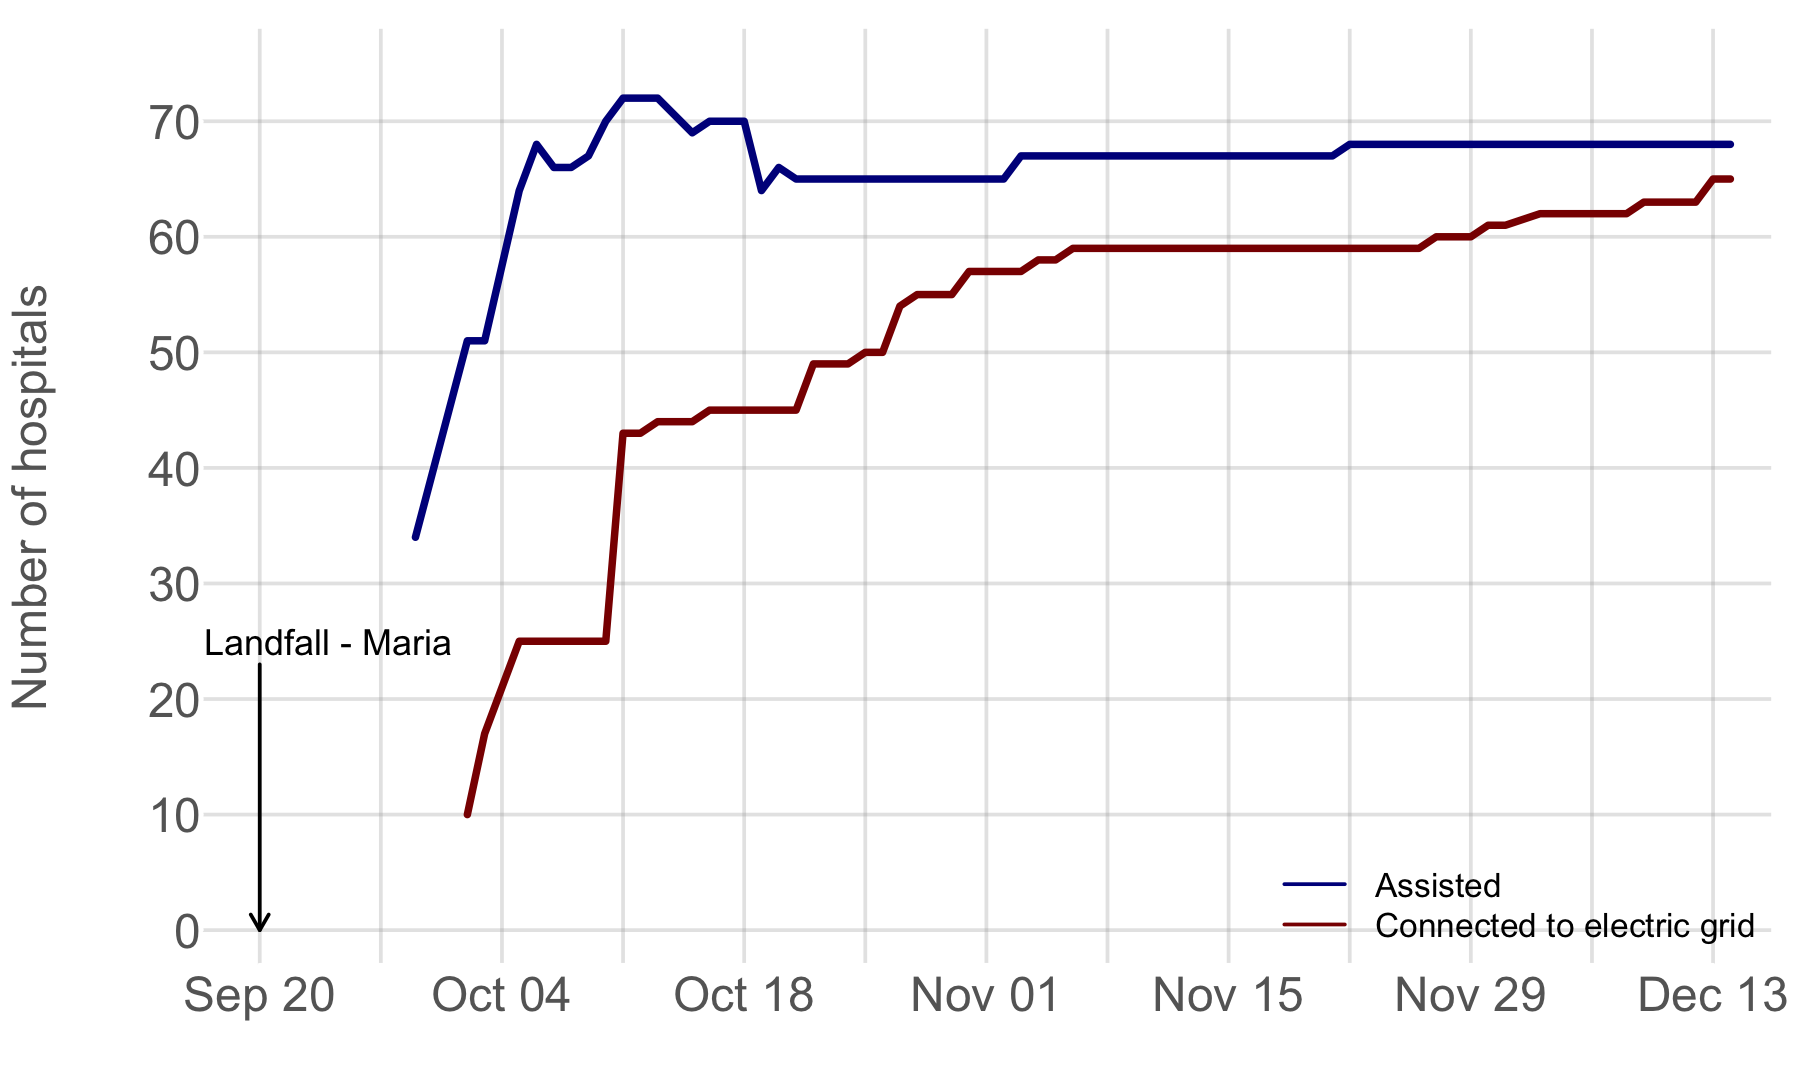 Number of hospitals
70
60
50
40
30
20
10
0
Landfall - Maria
Assisted
Connected to electric grid
Sep 20
Oct 04
Oct 18
Nov 01
Nov 15
Nov 29
Dec 13